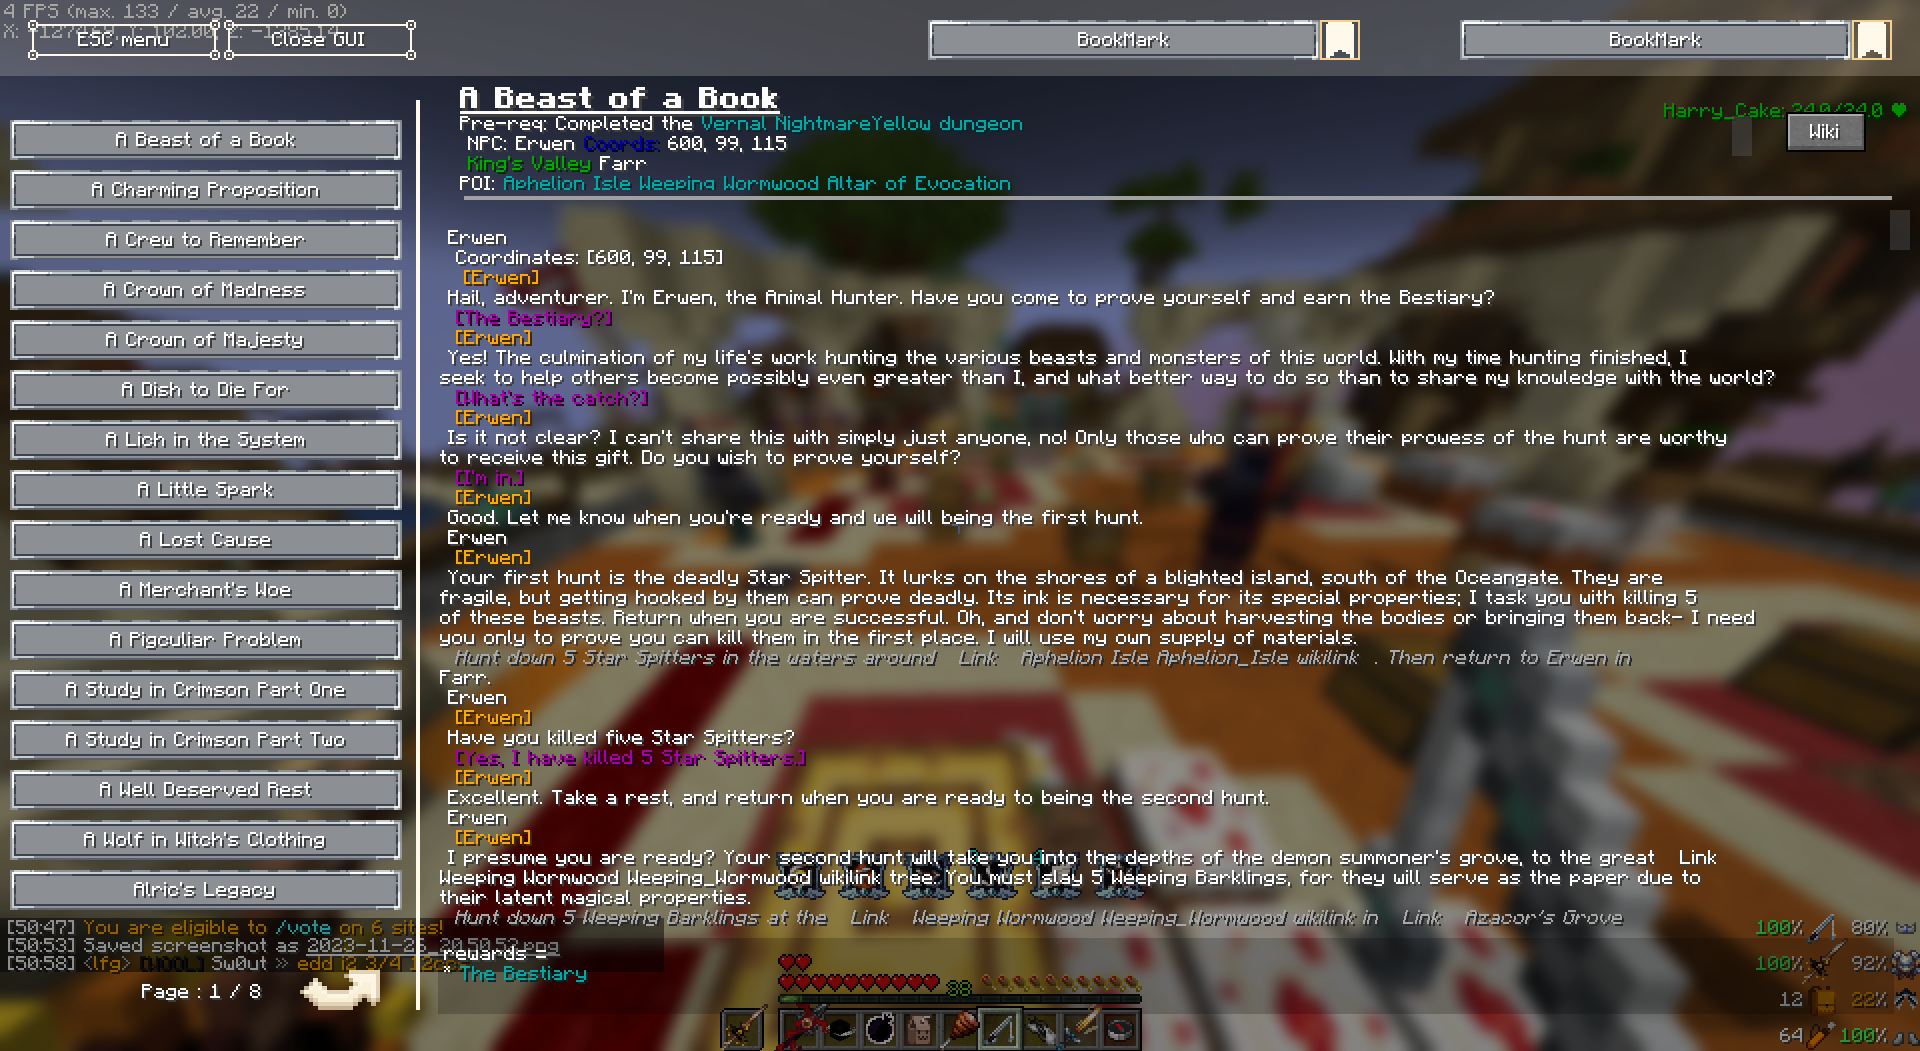 4 FPS (max. 133 / avg. 22 / min. 0)
ESC menu
Close GUI
BookMark
BookMark
A Beast of a Book
Pre-req: Completed the Vernal NightmareYellow dungeon
NPC: Erwen Coords: 600, 99, 115
King's Valley Farr
POI: Aphelion Isle Weeping Wormwood Altar of Evocation
Harry_Cake: 24.0/24.0 ♥
Wiki
A Beast of a Book
A Charming Proposition
A Crew to Remember
A Crown of Madness
A Crown of Majesty
A Dish to Die For
A Lich in the System
A Little Spark
A Lost Cause
A Merchant's Woe
A Pigculiar Problem
A Study in Crimson Part One
A Study in Crimson Part Two
A Well Deserved Rest
A Wolf in Witch's Clothing
Alric's Legacy
Erwen
Coordinates: [600, 99, 115]
[Erwen]
Hail, adventurer. I'm Erwen, the Animal Hunter. Have you come to prove yourself and earn the Bestiary?
[The Bestiary?]
[Erwen]
Yes! The culmination of my life's work hunting the various beasts and monsters of this world. With my time hunting finished, I
seek to help others become possibly even greater than I, and what better way to do so than to share my knowledge with the world?
[What's the catch?]
[Erwen]
Is it not clear? I can't share this with simply just anyone, no! Only those who can prove their prowess of the hunt are worthy
to receive this gift. Do you wish to prove yourself?
[I'm in.]
[Erwen]
Good. Let me know when you're ready and we will being the first hunt.
Erwen
[Erwen]
Your first hunt is the deadly Star Spitter. It lurks on the shores of a blighted island, south of the Oceangate. They are
fragile, but getting hooked by them can prove deadly. Its ink is necessary for its special properties; I task you with killing 5
of these beasts. Return when you are successful. Oh, and don't worry about harvesting the bodies or bringing them back- I need
you only to prove you can kill them in the first place. I will use my own supply of materials.
Hunt down 5 Star Spitters in the waters around Link Aphelion Isle Aphelion_Isle wikilink . Then return to Erwen in
Farr.
Erwen
[Erwen]
Have you killed five Star Spitters?
[Yes, I have killed 5 Star Spitters.]
[Erwen]
Excellent. Take a rest, and return when you are ready to being the second hunt.
Erwen
[Erwen]
I presume you are ready? Your second hunt will take you into the depths of the demon summoner's grove, to the great Link
Weeping Wormwood Weeping_Wormwood wikilink tree. You must slay 5 Weeping Barklings, for they will serve as the paper due to
their latent magical properties.
Hunt down 5 Weeping Barklings at the Link Weeping Wormwood Weeping_Wormwood wikilink in Link Azacor's Grove
rewards =
* The Bestiary
[50:47] You are eligible to /vote on 6 sites!
[50:53] Saved screenshot as 2023-11-25_20.50.52.png
[50:58] <lfg> [WOOL] Sw0ut » edd i2 3/4
Page : 1 / 8
38
100% 80%
100% 92%
12 22%
64 100%